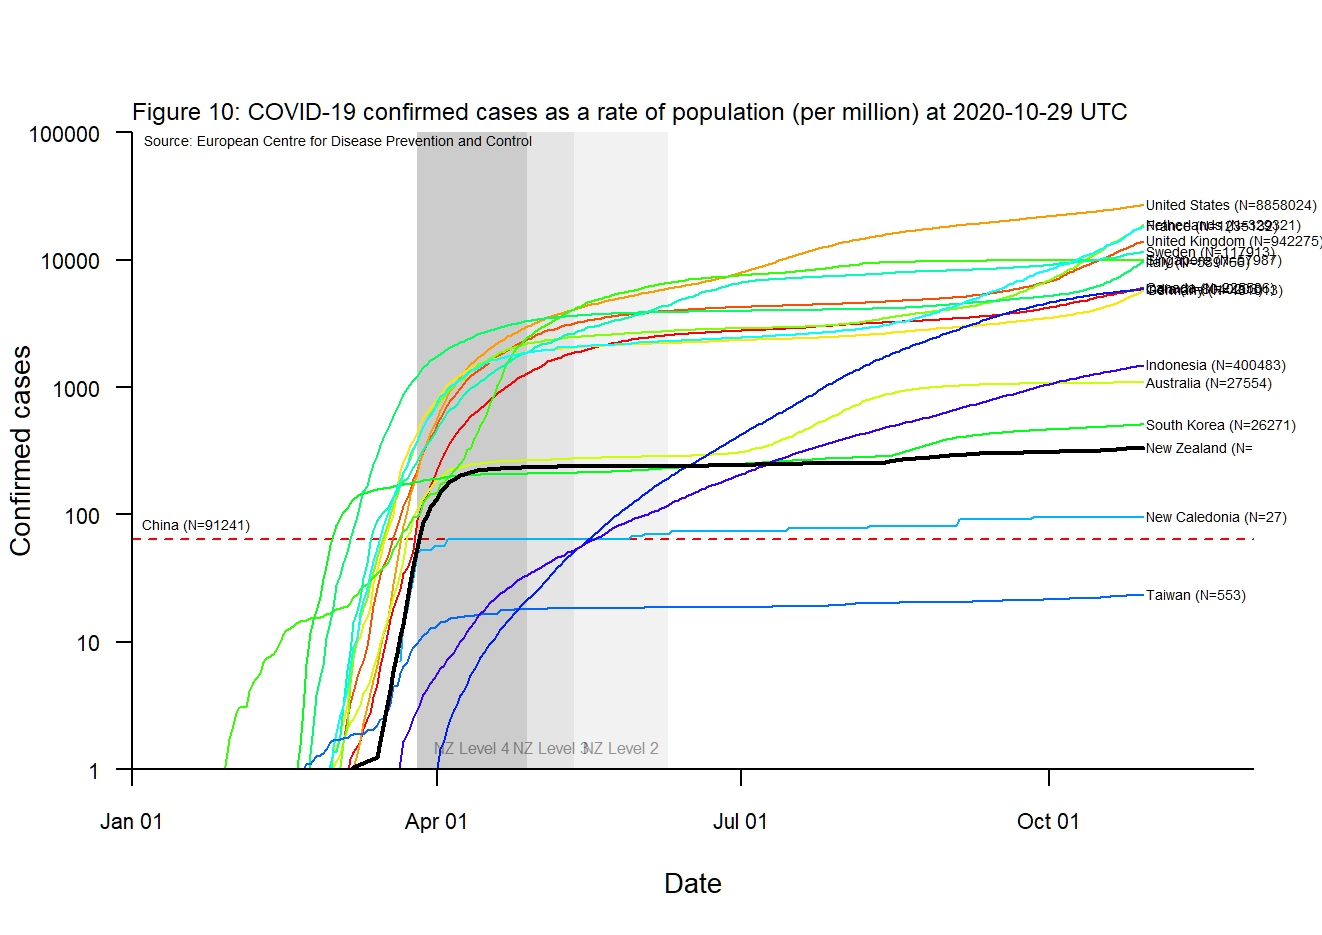 Figure 10: COVID-19 confirmed cases as a rate of population (per million) at 2020-10-29 UTC
Source: European Centre for Disease Prevention and Control
Confirmed cases
100000
10000
1000
100
10
1
United States (N=8858024)
United Kingdom (N=942275)
Sweden (N=117913)
Indonesia (N=400483)
Australia (N=27554)
South Korea (N=26271)
New Zealand (N=
China (N=91241)
New Caledonia (N=27)
Taiwan (N=553)
NZ Level 4
NZ Level 3
NZ Level 2
Jan 01
Apr 01
Jul 01
Oct 01
Date